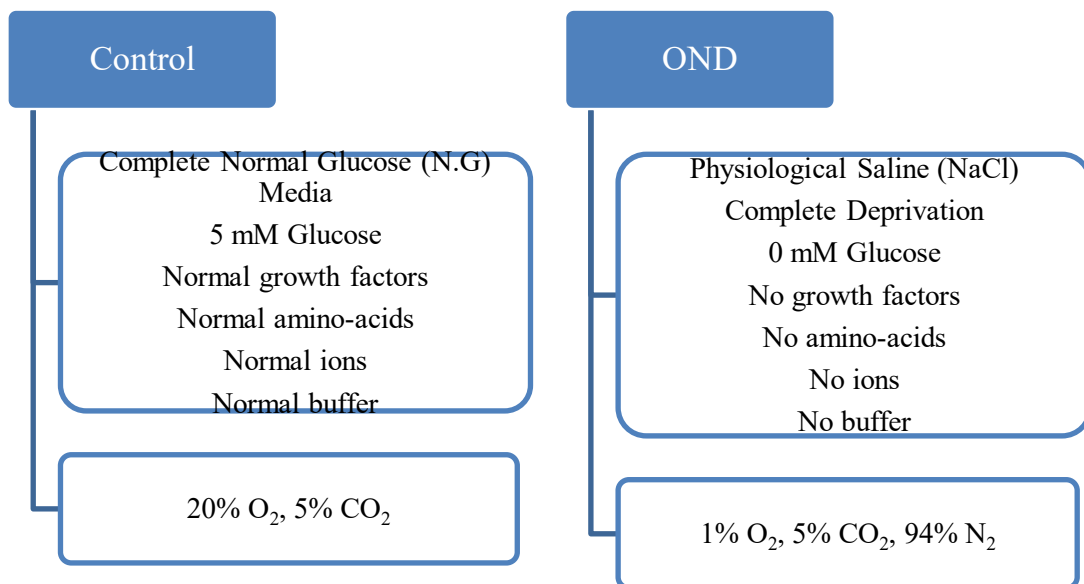 Control
Complete Normal Glucose (N.G)
Media
5 mM Glucose
Normal growth factors
Normal amino-acids
Normal ions
Normal buffer
20% O₂, 5% CO₂
OND
Physiological Saline (NaCl)
Complete Deprivation
0 mM Glucose
No growth factors
No amino-acids
No ions
No buffer
1% O₂, 5% CO₂, 94% N₂